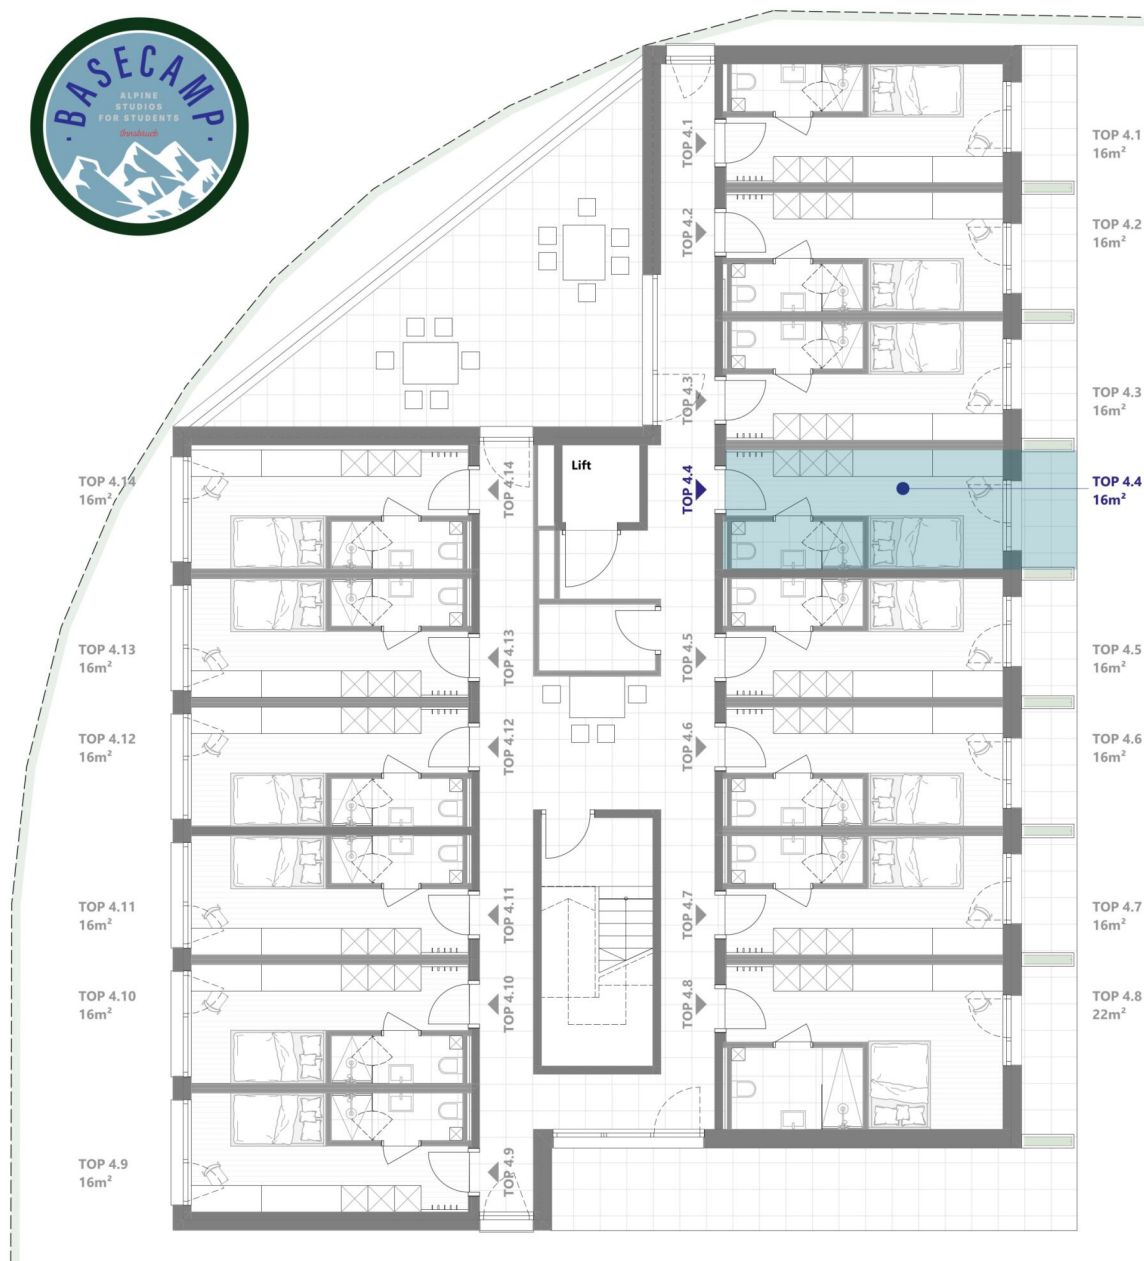 BASECAMP
ALPINE
STUDIOS
FOR STUDENTS
Innsbruck
TOP 4.1
TOP 4.1
16m²
TOP 4.2
TOP 4.2
16m²
TOP 4.3
TOP 4.3
16m²
Lift
TOP 4.4
TOP 4.4
16m²
TOP 4.14
16m²
TOP 4.14
TOP 4.13
16m²
TOP 4.13
TOP 4.5
TOP 4.5
16m²
TOP 4.12
16m²
TOP 4.12
TOP 4.6
TOP 4.6
16m²
TOP 4.11
16m²
TOP 4.11
TOP 4.7
TOP 4.7
16m²
TOP 4.10
16m²
TOP 4.10
TOP 4.8
TOP 4.8
22m²
TOP 4.9
16m²
TOP 4.9